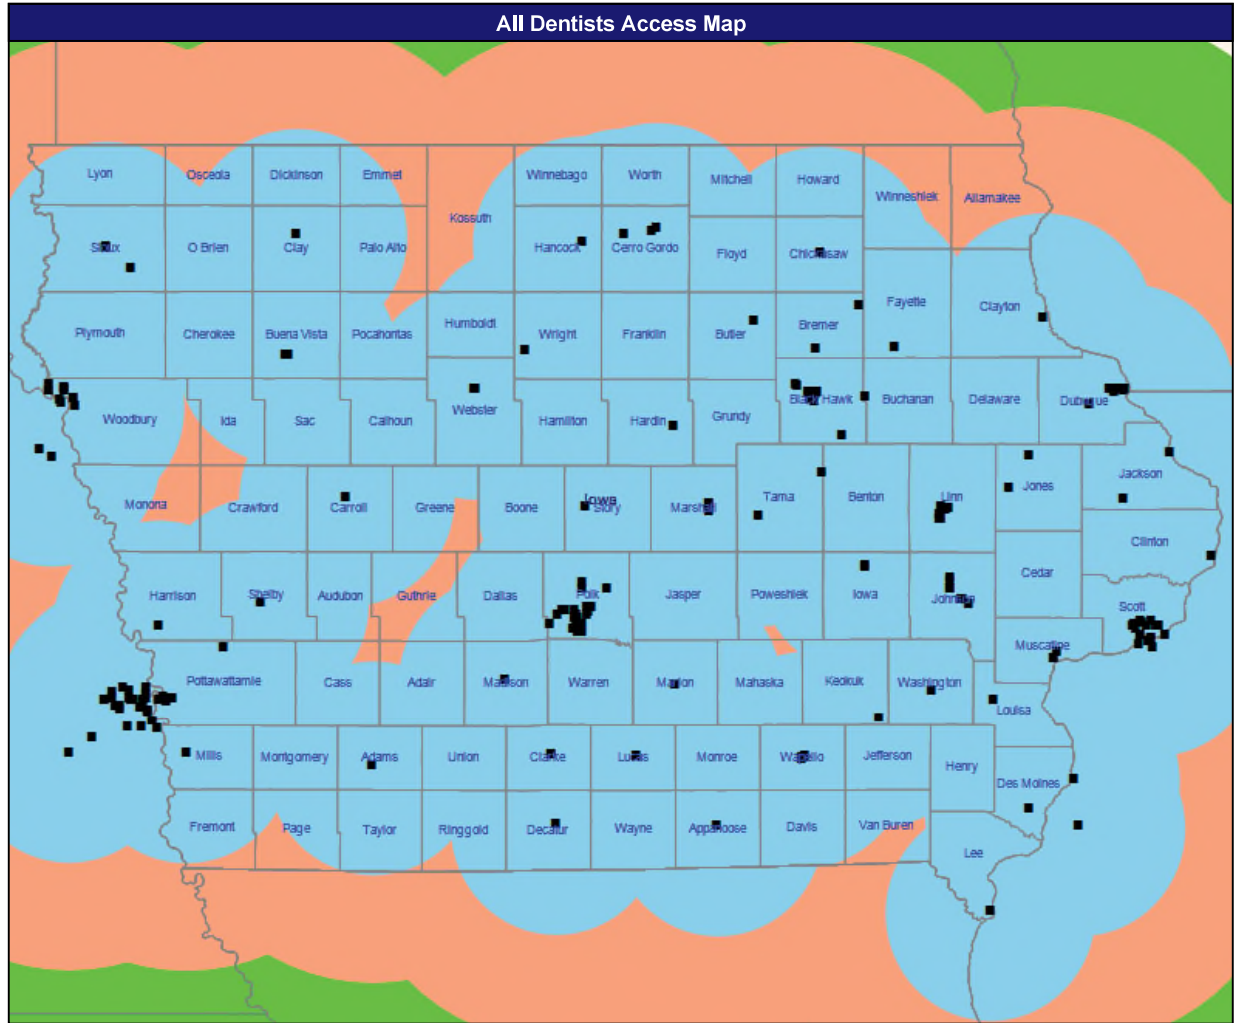 All Dentists Access Map
Lyon Osceola Dickinson Emmet Winnebago Worth Mitchell Howard Winneshiek Allamakee
Kossuth
Sioux O Brien Clay Palo Alto Hancock Cerro Gordo Floyd Chickasaw
Plymouth Cherokee Buena Vista Pocahontas Humboldt Wright Franklin Butler Bremer Fayette Clayton
Woodbury Ida Sac Calhoun Webster Hamilton Hardin Grundy Black Hawk Buchanan Delaware Dubuque
Iowa
Monona Crawford Carroll Greene Boone Story Marshall Tama Benton Linn Jones Jackson
Clinton
Harrison Shelby Audubon Guthrie Dallas Polk Jasper Poweshiek Iowa Johnson Cedar Scott
Muscatine
Pottawattamie Cass Adair Madison Warren Marion Mahaska Keokuk Washington Louisa
Mills Montgomery Adams Union Clarke Lucas Monroe Wapello Jefferson Henry Des Moines
Fremont Page Taylor Ringgold Decatur Wayne Appanoose Davis Van Buren Lee